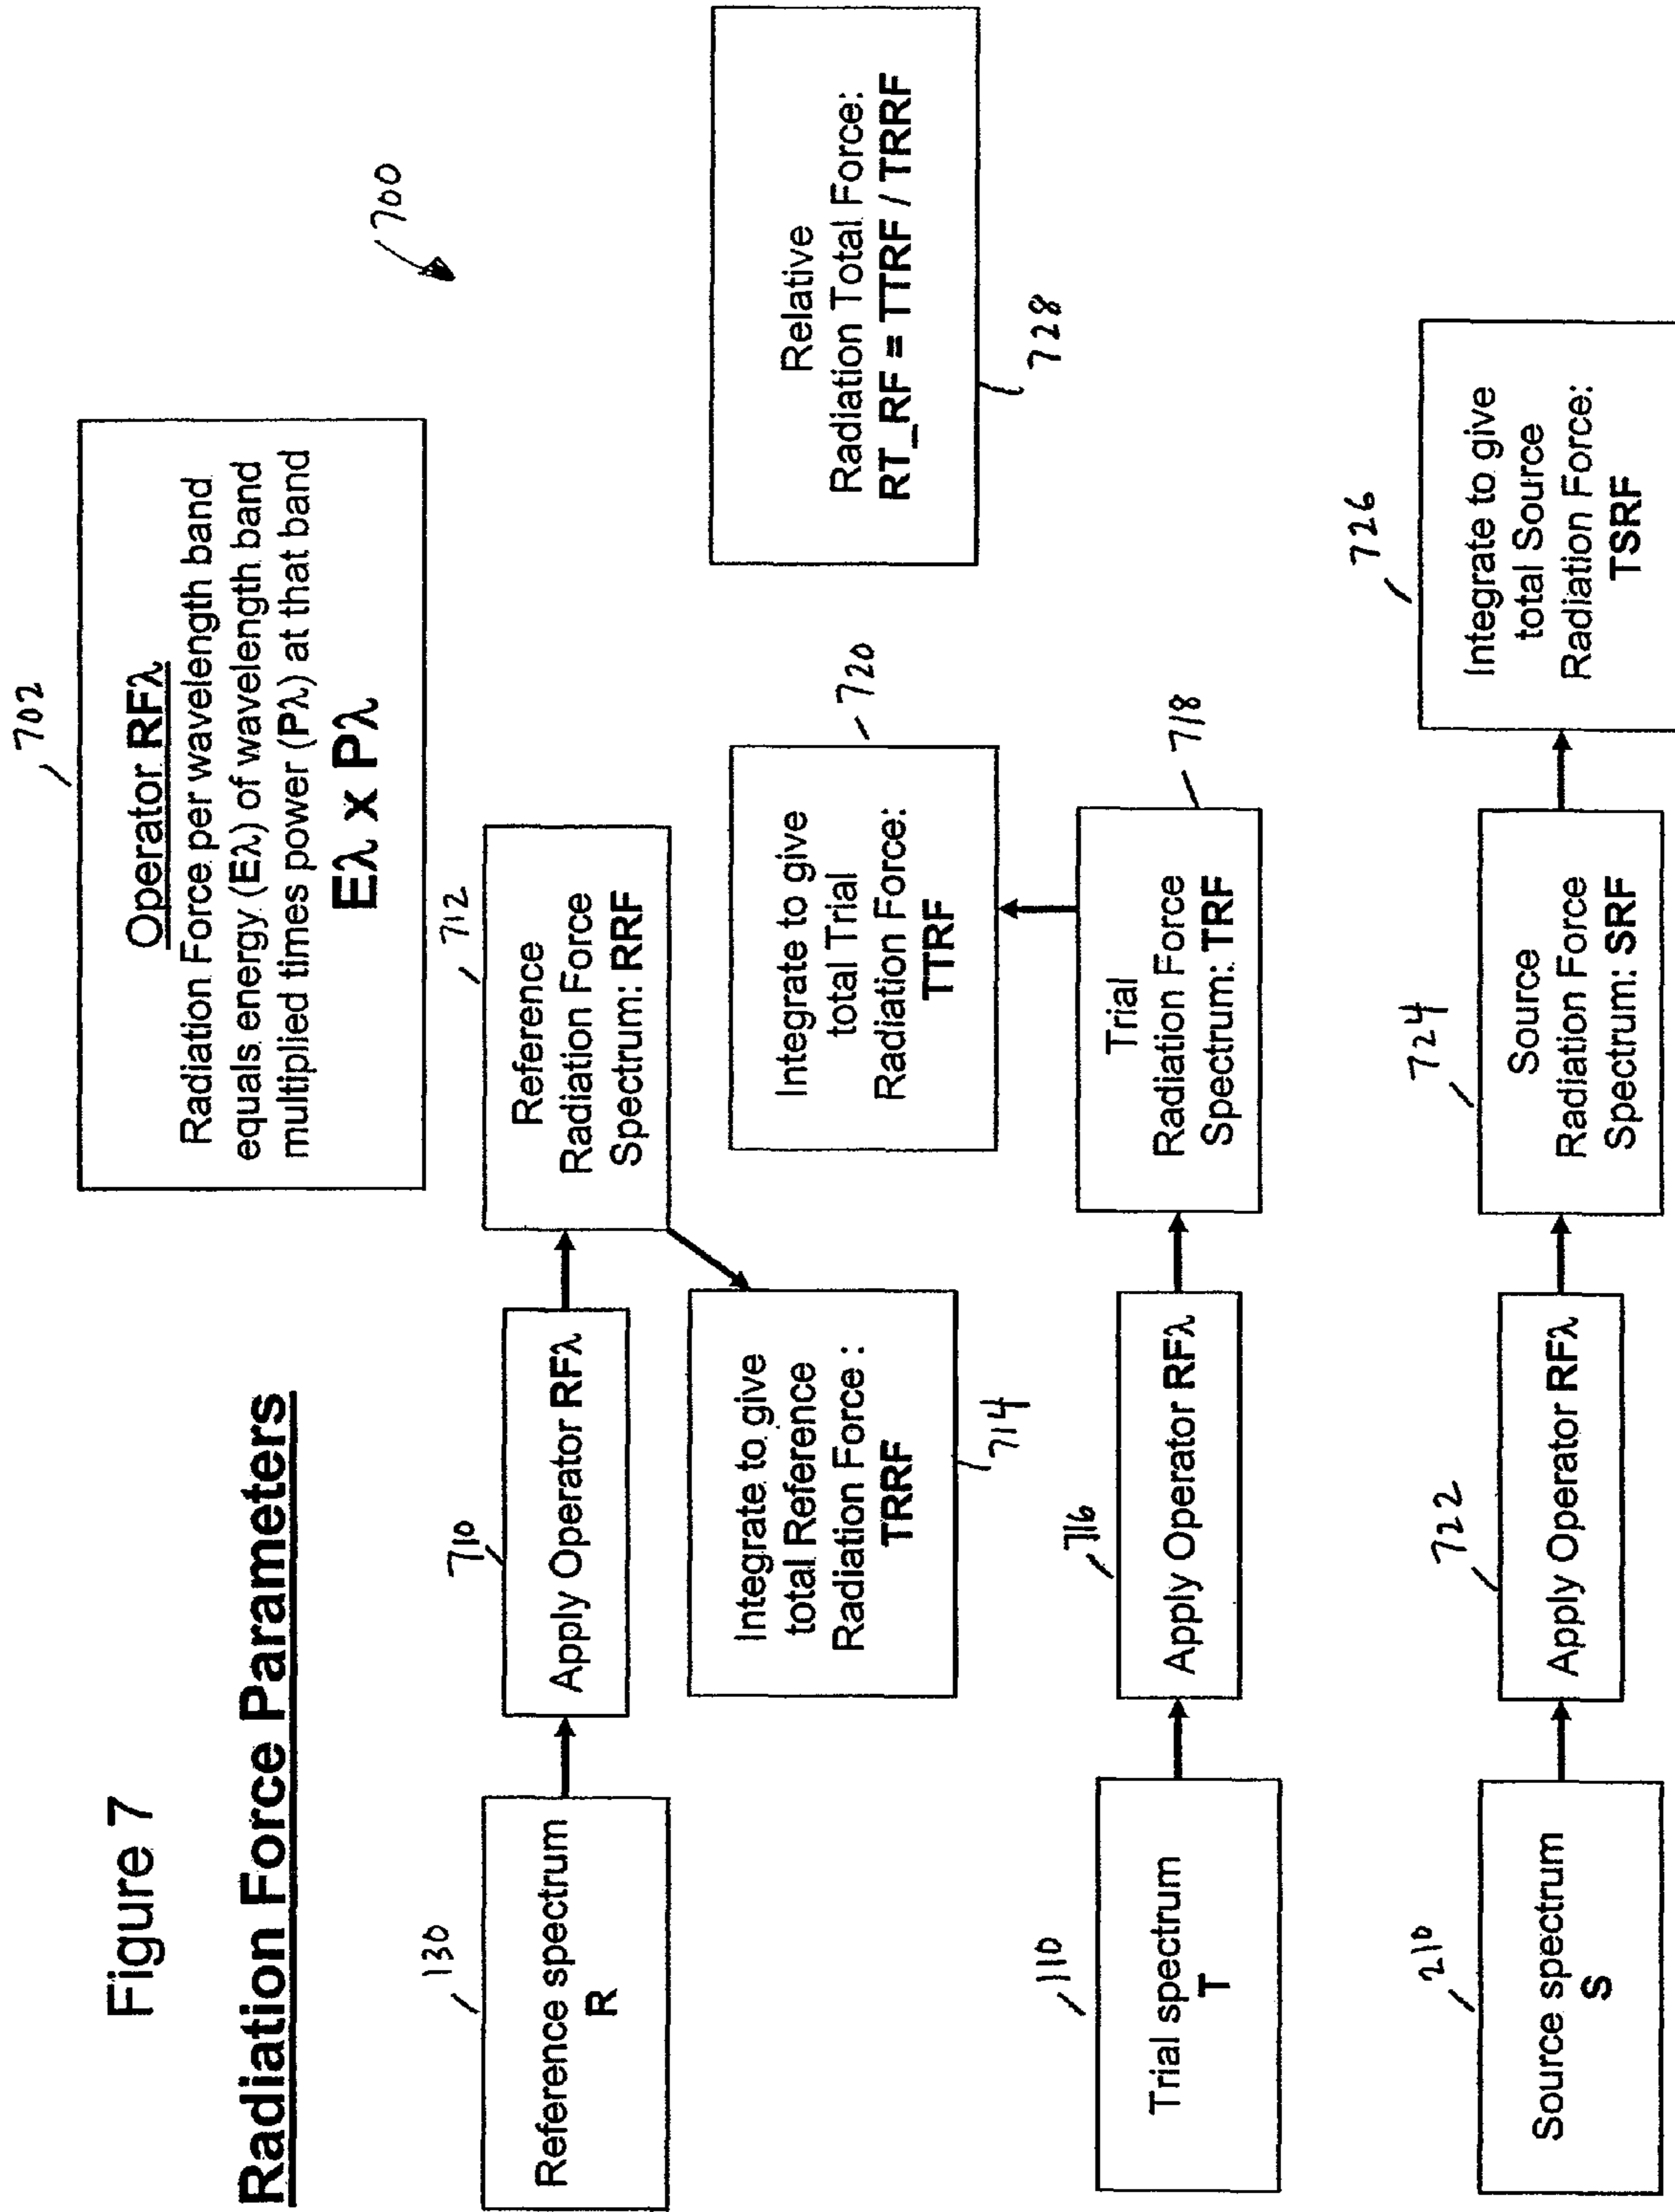 Figure 7
Radiation Force Parameters
702
Operator RFλ
Radiation Force per wavelength band
equals energy (Eλ) of wavelength band
multiplied times power (Pλ) at that band
Eλ x Pλ
700
130
Reference spectrum
R
710
Apply Operator RFλ
712
Reference
Radiation Force
Spectrum: RRF
Integrate to give
total Reference
Radiation Force :
TRRF
714
Integrate to give
total Trial
Radiation Force:
TTRF
720
Relative
Radiation Total Force:
RT_RF = TTRF / TRRF
728
110
Trial spectrum
T
716
Apply Operator RFλ
Trial
Radiation Force
Spectrum: TRF
718
210
Source spectrum
S
722
Apply Operator RFλ
724
Source
Radiation Force
Spectrum: SRF
726
Integrate to give
total Source
Radiation Force:
TSRF